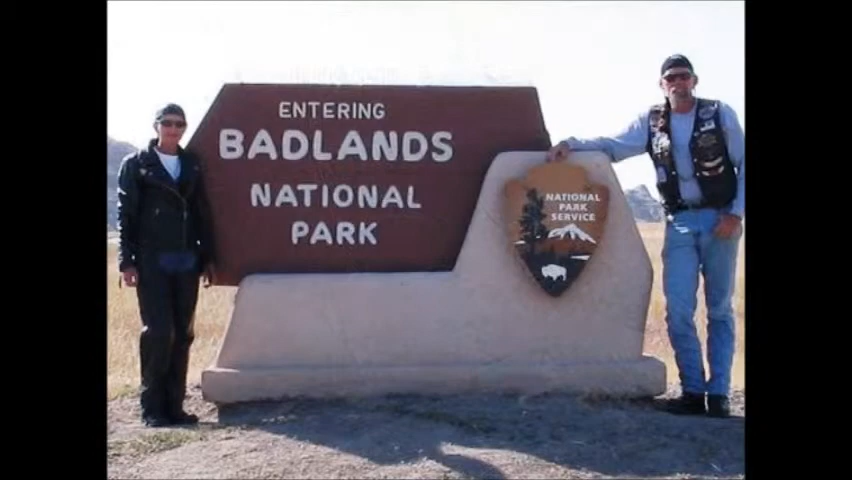 ENTERING
BADLANDS
NATIONAL
PARK
NATIONAL
PARK
SERVICE